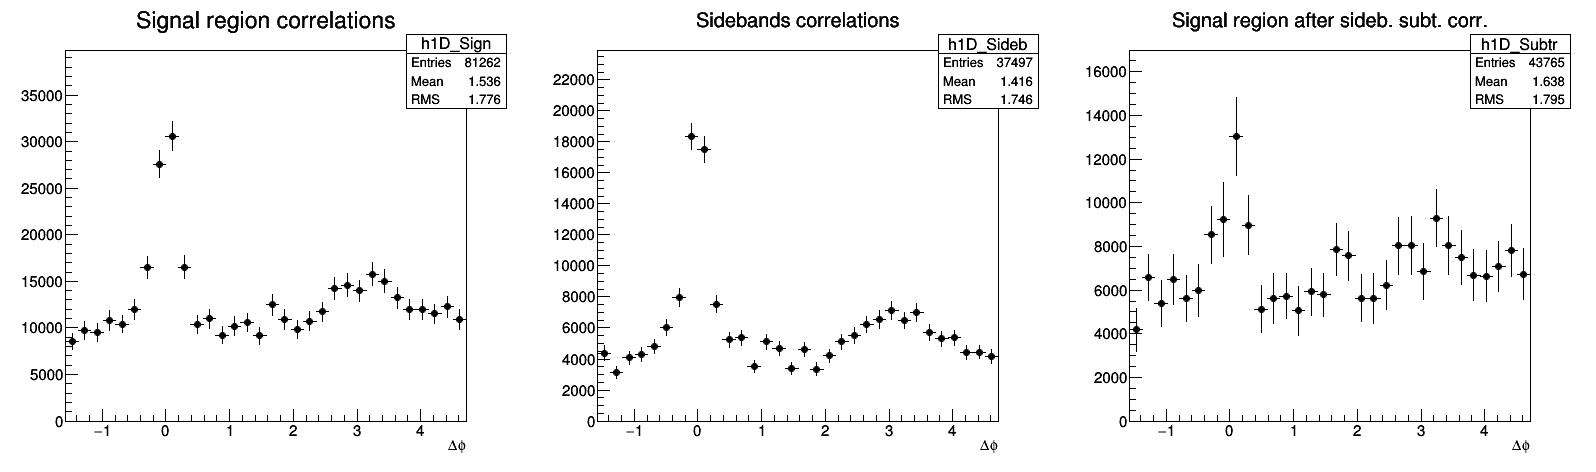 Signal region correlations
h1D_Sign
Entries 81262
Mean 1.536
RMS 1.776
35000
30000
25000
20000
15000
10000
5000
0
−1 0 1 2 3 4
Δϕ
Sidebands correlations
h1D_Sideb
Entries 37497
Mean 1.416
RMS 1.746
22000
20000
18000
16000
14000
12000
10000
8000
6000
4000
2000
0
−1 0 1 2 3 4
Δϕ
Signal region after sideb. subt. corr.
h1D_Subtr
Entries 43765
Mean 1.638
RMS 1.795
16000
14000
12000
10000
8000
6000
4000
2000
0
−1 0 1 2 3 4
Δϕ